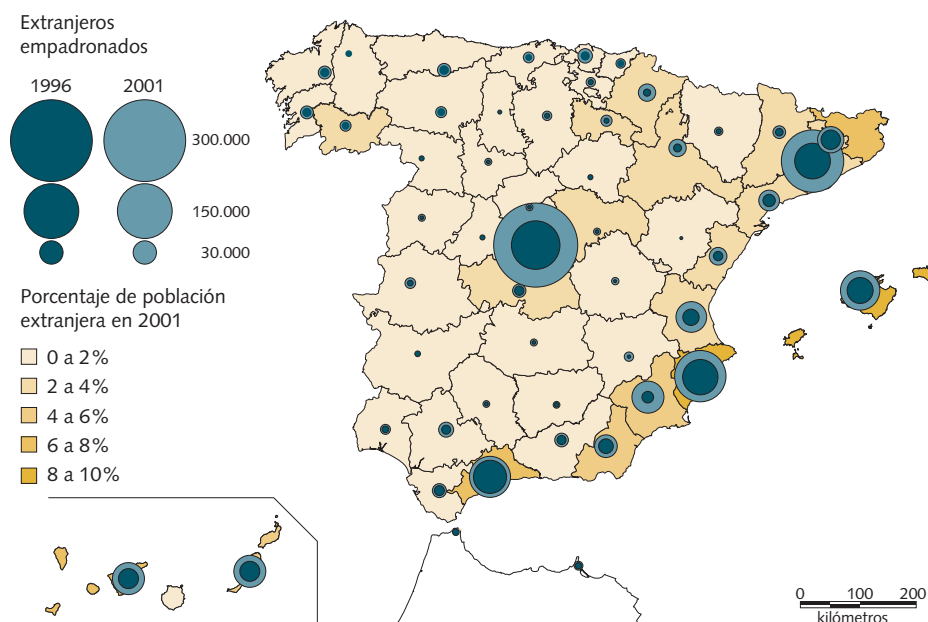 Extranjeros
empadronados
1996 2001
300.000
150.000
30.000
Porcentaje de población
extranjera en 2001
0 a 2%
2 a 4%
4 a 6%
6 a 8%
8 a 10%
0 100 200
kilómetros